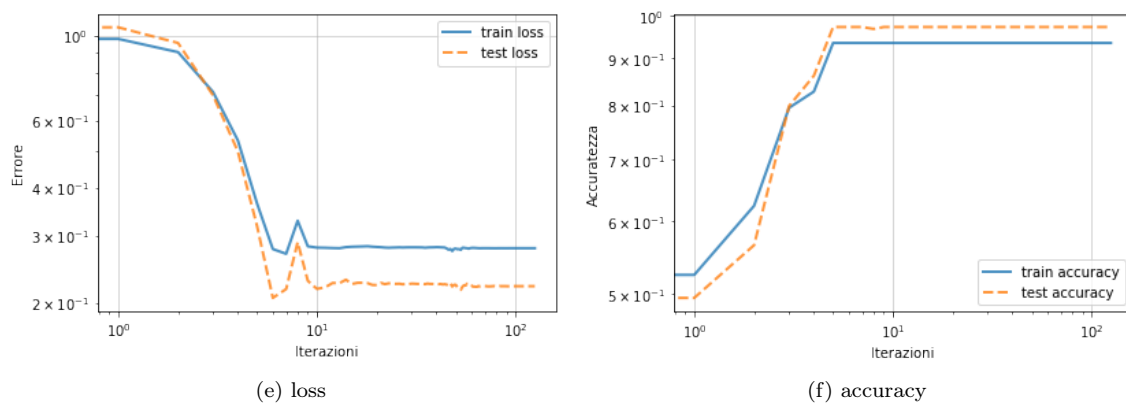 10⁰
6 × 10⁻¹
4 × 10⁻¹
3 × 10⁻¹
2 × 10⁻¹
Errore
train loss
test loss
10⁰
10¹
10²
Iterazioni
(e) loss
10⁰
9 × 10⁻¹
8 × 10⁻¹
7 × 10⁻¹
6 × 10⁻¹
5 × 10⁻¹
Accuratezza
train accuracy
test accuracy
10⁰
10¹
10²
Iterazioni
(f) accuracy